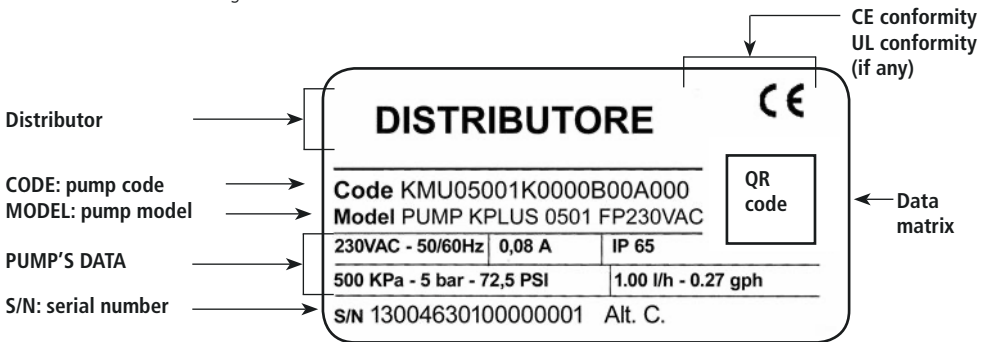 CE conformity
UL conformity
(if any)
Distributor
DISTRIBUTORE
CE
CODE: pump code
MODEL: pump model
Code KMU05001K0000B00A000
Model PUMP KPLUS 0501 FP230VAC
QR
code
Data
matrix
PUMP'S DATA
230VAC - 50/60Hz 0,08 A IP 65
500 KPa - 5 bar - 72,5 PSI 1.00 l/h - 0.27 gph
S/N: serial number
S/N 13004630100000001 Alt. C.